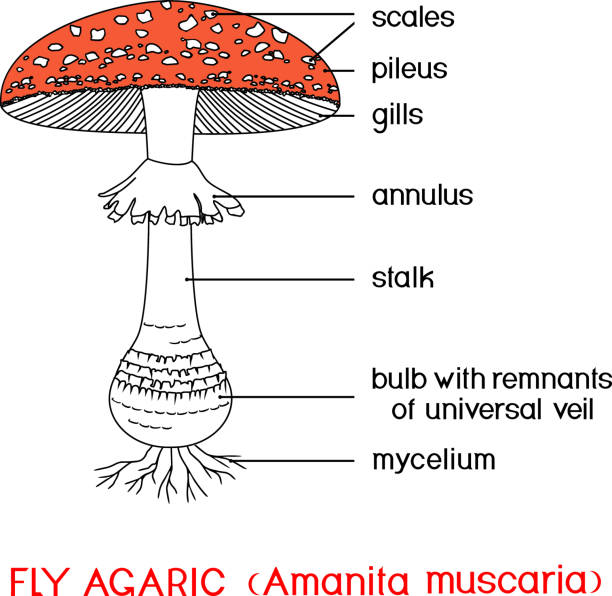 scales
pileus
gills
annulus
stalk
bulb with remnants
of universal veil
mycelium
FLY AGARIC (Amanita muscaria)